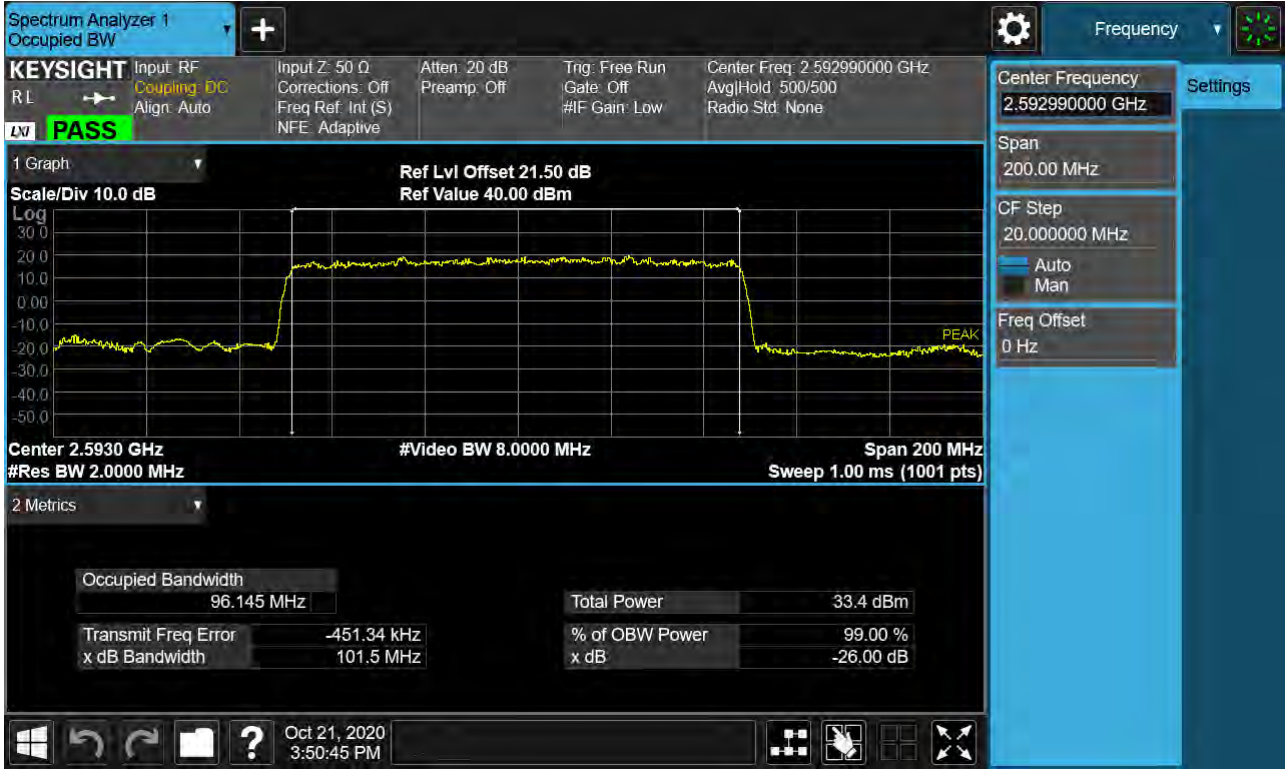 Spectrum Analyzer 1
Occupied BW
+
Frequency
KEYSIGHT
R L
LXI
PASS
Input: RF
Coupling: DC
Align: Auto
Input Z: 50 Ω
Corrections: Off
Freq Ref: Int (S)
NFE: Adaptive
Atten: 20 dB
Preamp: Off
Trig: Free Run
Gate: Off
#IF Gain: Low
Center Freq: 2.592990000 GHz
Avg|Hold: 500/500
Radio Std: None
Center Frequency
2.592990000 GHz
Settings
Span
200.00 MHz
CF Step
20.000000 MHz
Auto
Man
Freq Offset
0 Hz
1 Graph
Scale/Div 10.0 dB
Ref Lvl Offset 21.50 dB
Ref Value 40.00 dBm
Log
30.0
20.0
10.0
0.00
-10.0
-20.0
-30.0
-40.0
-50.0
PEAK
Center 2.5930 GHz
#Video BW 8.0000 MHz
Span 200 MHz
#Res BW 2.0000 MHz
Sweep 1.00 ms (1001 pts)
2 Metrics
Occupied Bandwidth
96.145 MHz
Total Power 33.4 dBm
Transmit Freq Error -451.34 kHz
% of OBW Power 99.00 %
x dB Bandwidth 101.5 MHz
x dB -26.00 dB
?
Oct 21, 2020
3:50:45 PM